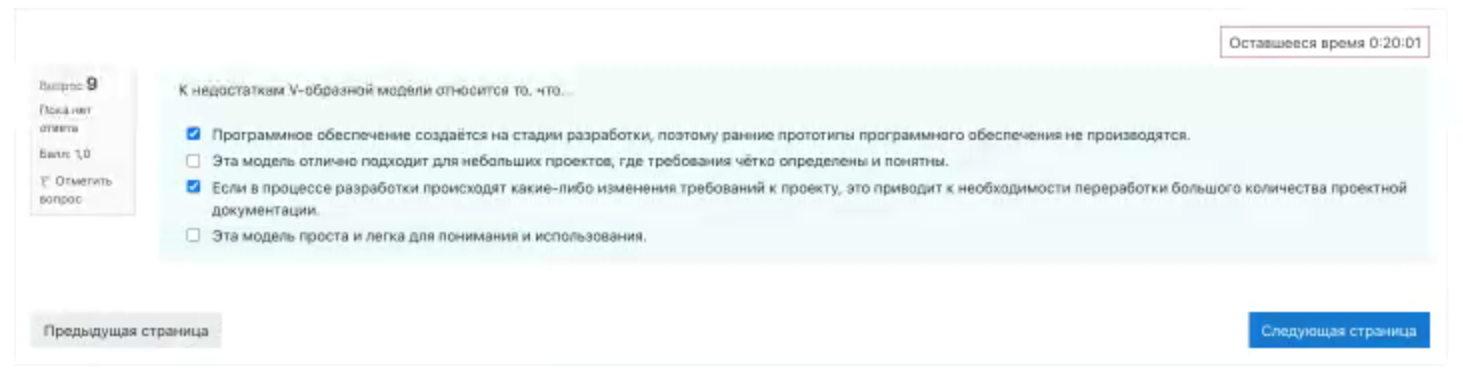 Оставшееся время 0:20:01
Вопрос 9
Пока нет
ответа
Балл: 1,0
Отметить
вопрос
К недостаткам V-образной модели относится то, что...
Программное обеспечение создаётся на стадии разработки, поэтому ранние прототипы программного обеспечения не производятся.
Эта модель отлично подходит для небольших проектов, где требования чётко определены и понятны.
Если в процессе разработки происходят какие-либо изменения требований к проекту, это приводит к необходимости переработки большого количества проектной
документации.
Эта модель проста и легка для понимания и использования.
Предыдущая страница
Следующая страница